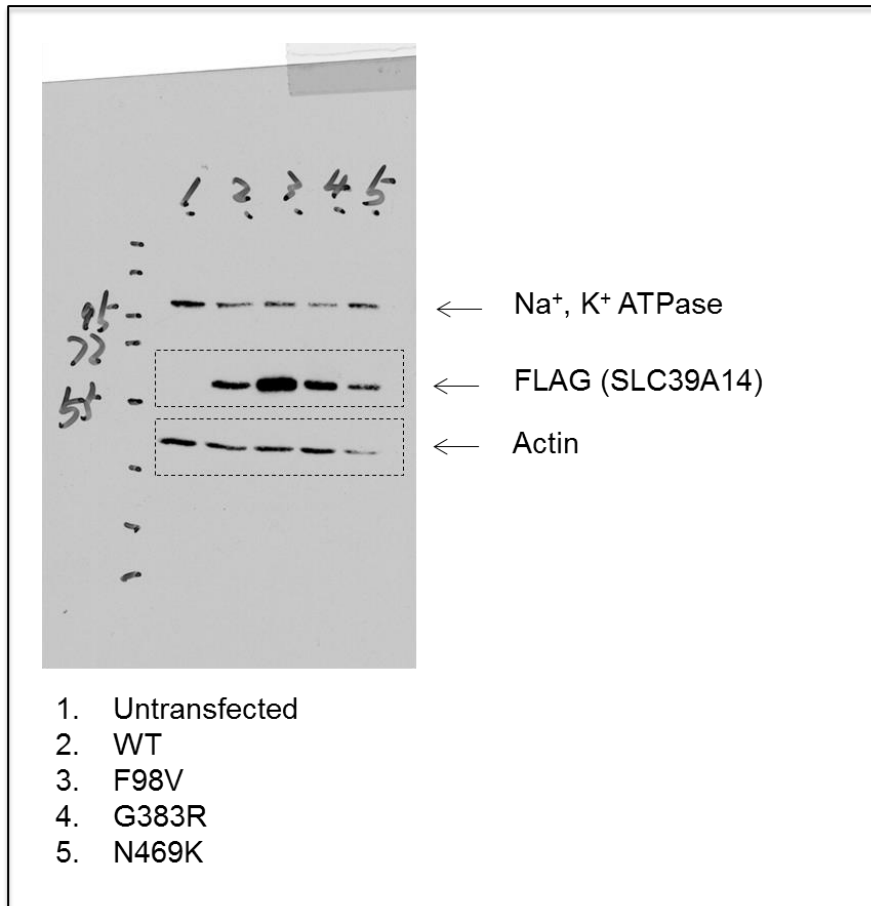 1 2 3 4 5
95
72
55
Na⁺, K⁺ ATPase
FLAG (SLC39A14)
Actin
1. Untransfected
2. WT
3. F98V
4. G383R
5. N469K